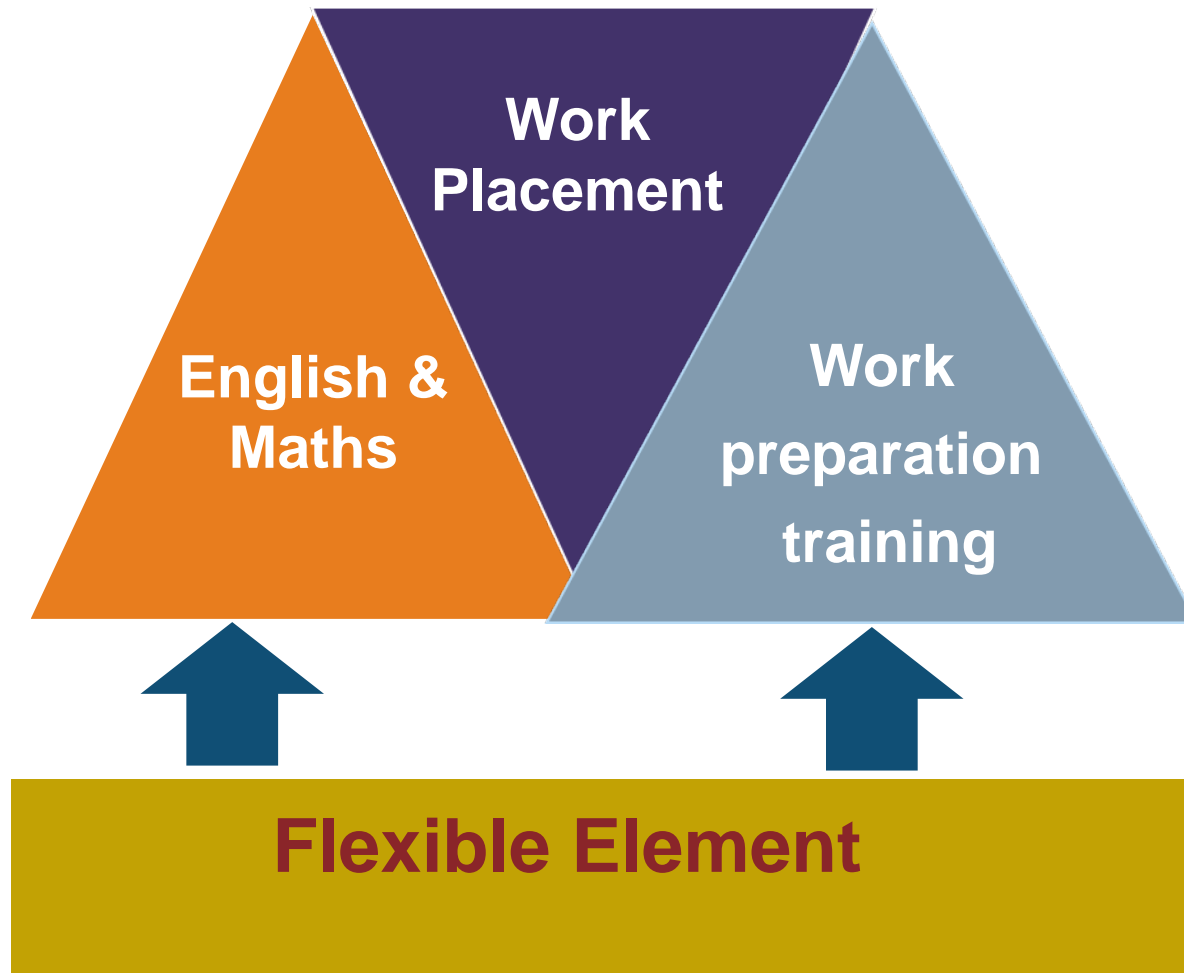 Work
Placement
English &
Maths
Work
preparation
training
Flexible Element